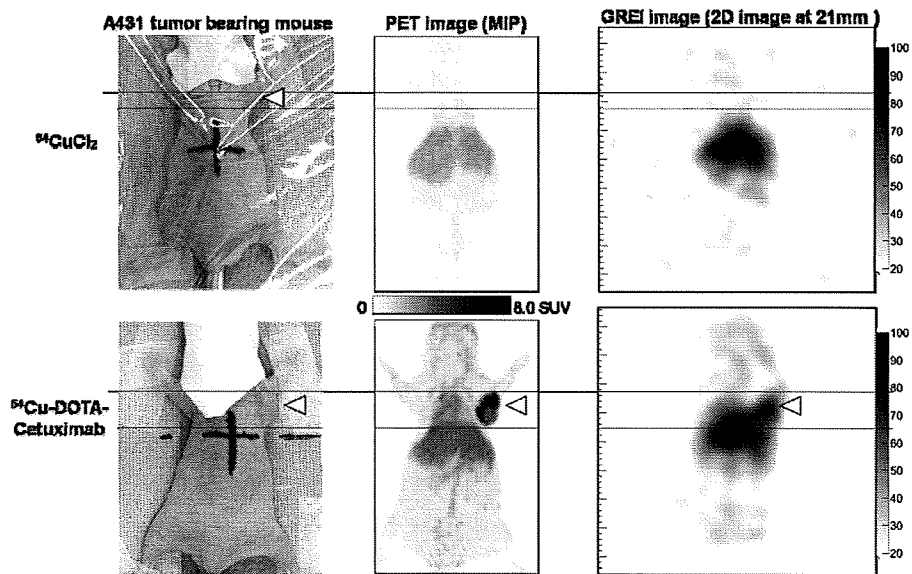 A431 tumor bearing mouse
PET image (MIP)
GREI image (2D image at 21mm )
100
90
80
70
60
50
40
30
20
⁶⁴CuCl₂
0
8.0 SUV
100
90
80
70
60
50
40
30
20
⁶⁴Cu-DOTA-
Cetuximab